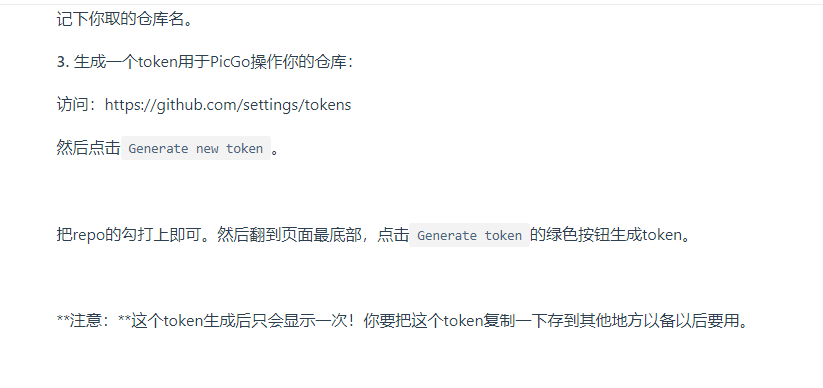 记下你取的仓库名。
3. 生成一个token用于PicGo操作你的仓库：
访问：https://github.com/settings/tokens
然后点击 Generate new token 。
把repo的勾打上即可。然后翻到页面最底部，点击 Generate token 的绿色按钮生成token。
**注意：**这个token生成后只会显示一次！你要把这个token复制一下存到其他地方以备以后要用。